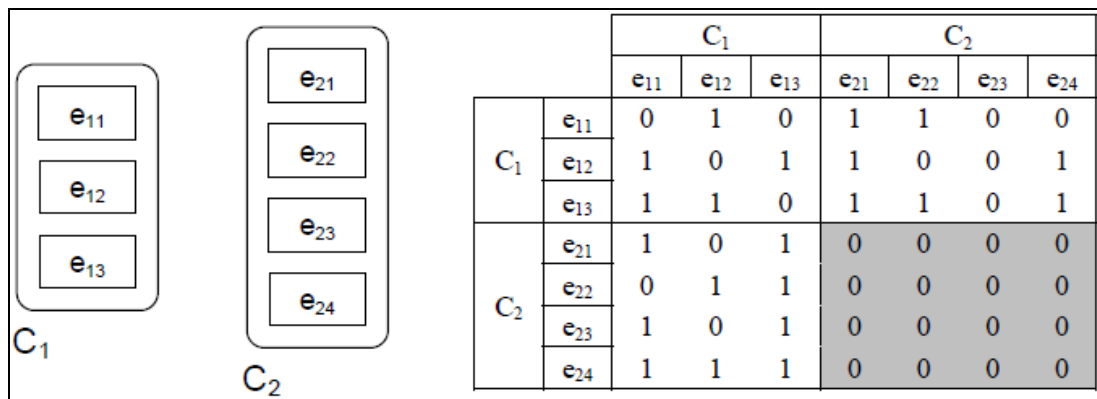 e₁₁
e₁₂
e₁₃
C₁
e₂₁
e₂₂
e₂₃
e₂₄
C₂
C₁ C₂
e₁₁ e₁₂ e₁₃ e₂₁ e₂₂ e₂₃ e₂₄
C₁
e₁₁ 0 1 0 1 1 0 0
e₁₂ 1 0 1 1 0 0 1
e₁₃ 1 1 0 1 1 0 1
C₂
e₂₁ 1 0 1 0 0 0 0
e₂₂ 0 1 1 0 0 0 0
e₂₃ 1 0 1 0 0 0 0
e₂₄ 1 1 1 0 0 0 0